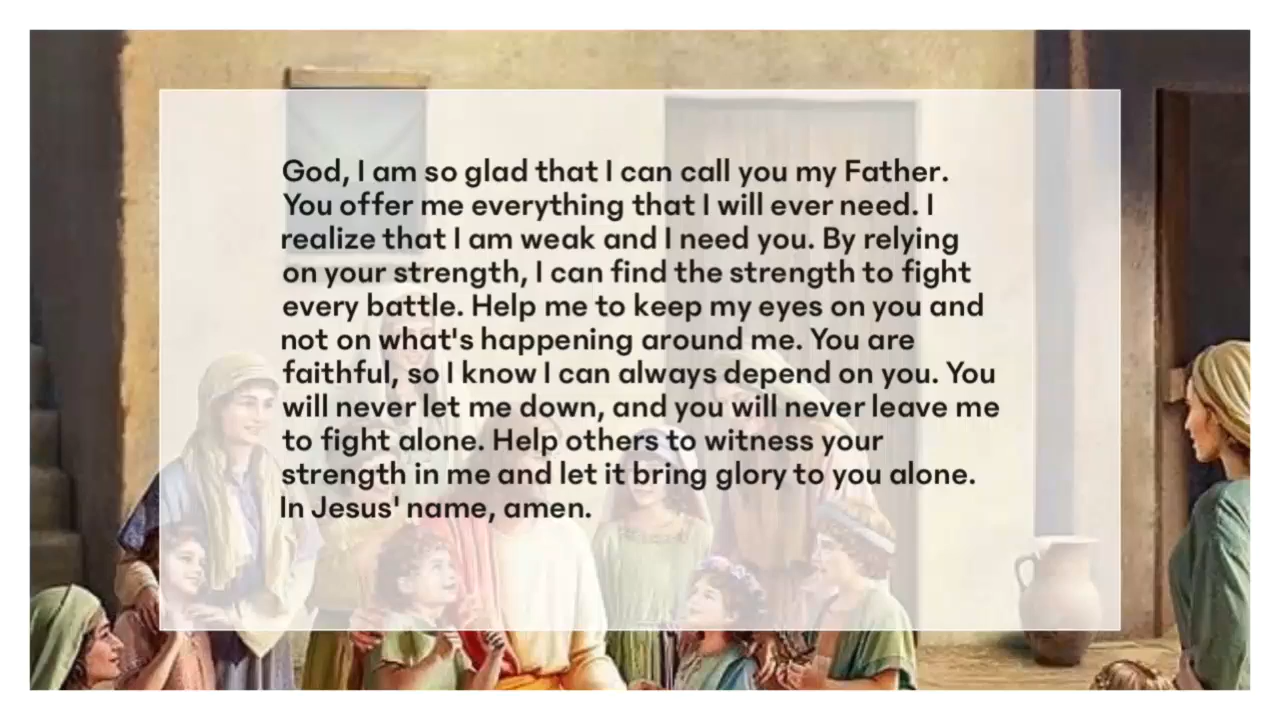 God, I am so glad that I can call you my Father.
You offer me everything that I will ever need. I
realize that I am weak and I need you. By relying
on your strength, I can find the strength to fight
every battle. Help me to keep my eyes on you and
not on what's happening around me. You are
faithful, so I know I can always depend on you. You
will never let me down, and you will never leave me
to fight alone. Help others to witness your
strength in me and let it bring glory to you alone.
In Jesus' name, amen.